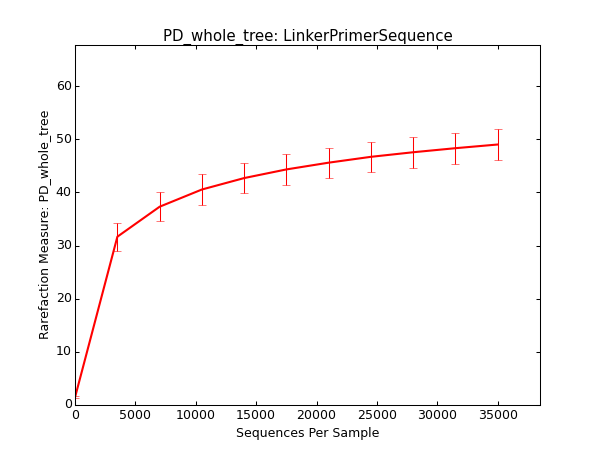 PD_whole_tree: LinkerPrimerSequence
60
50
40
30
20
10
0
Rarefaction Measure: PD_whole_tree
0 5000 10000 15000 20000 25000 30000 35000
Sequences Per Sample